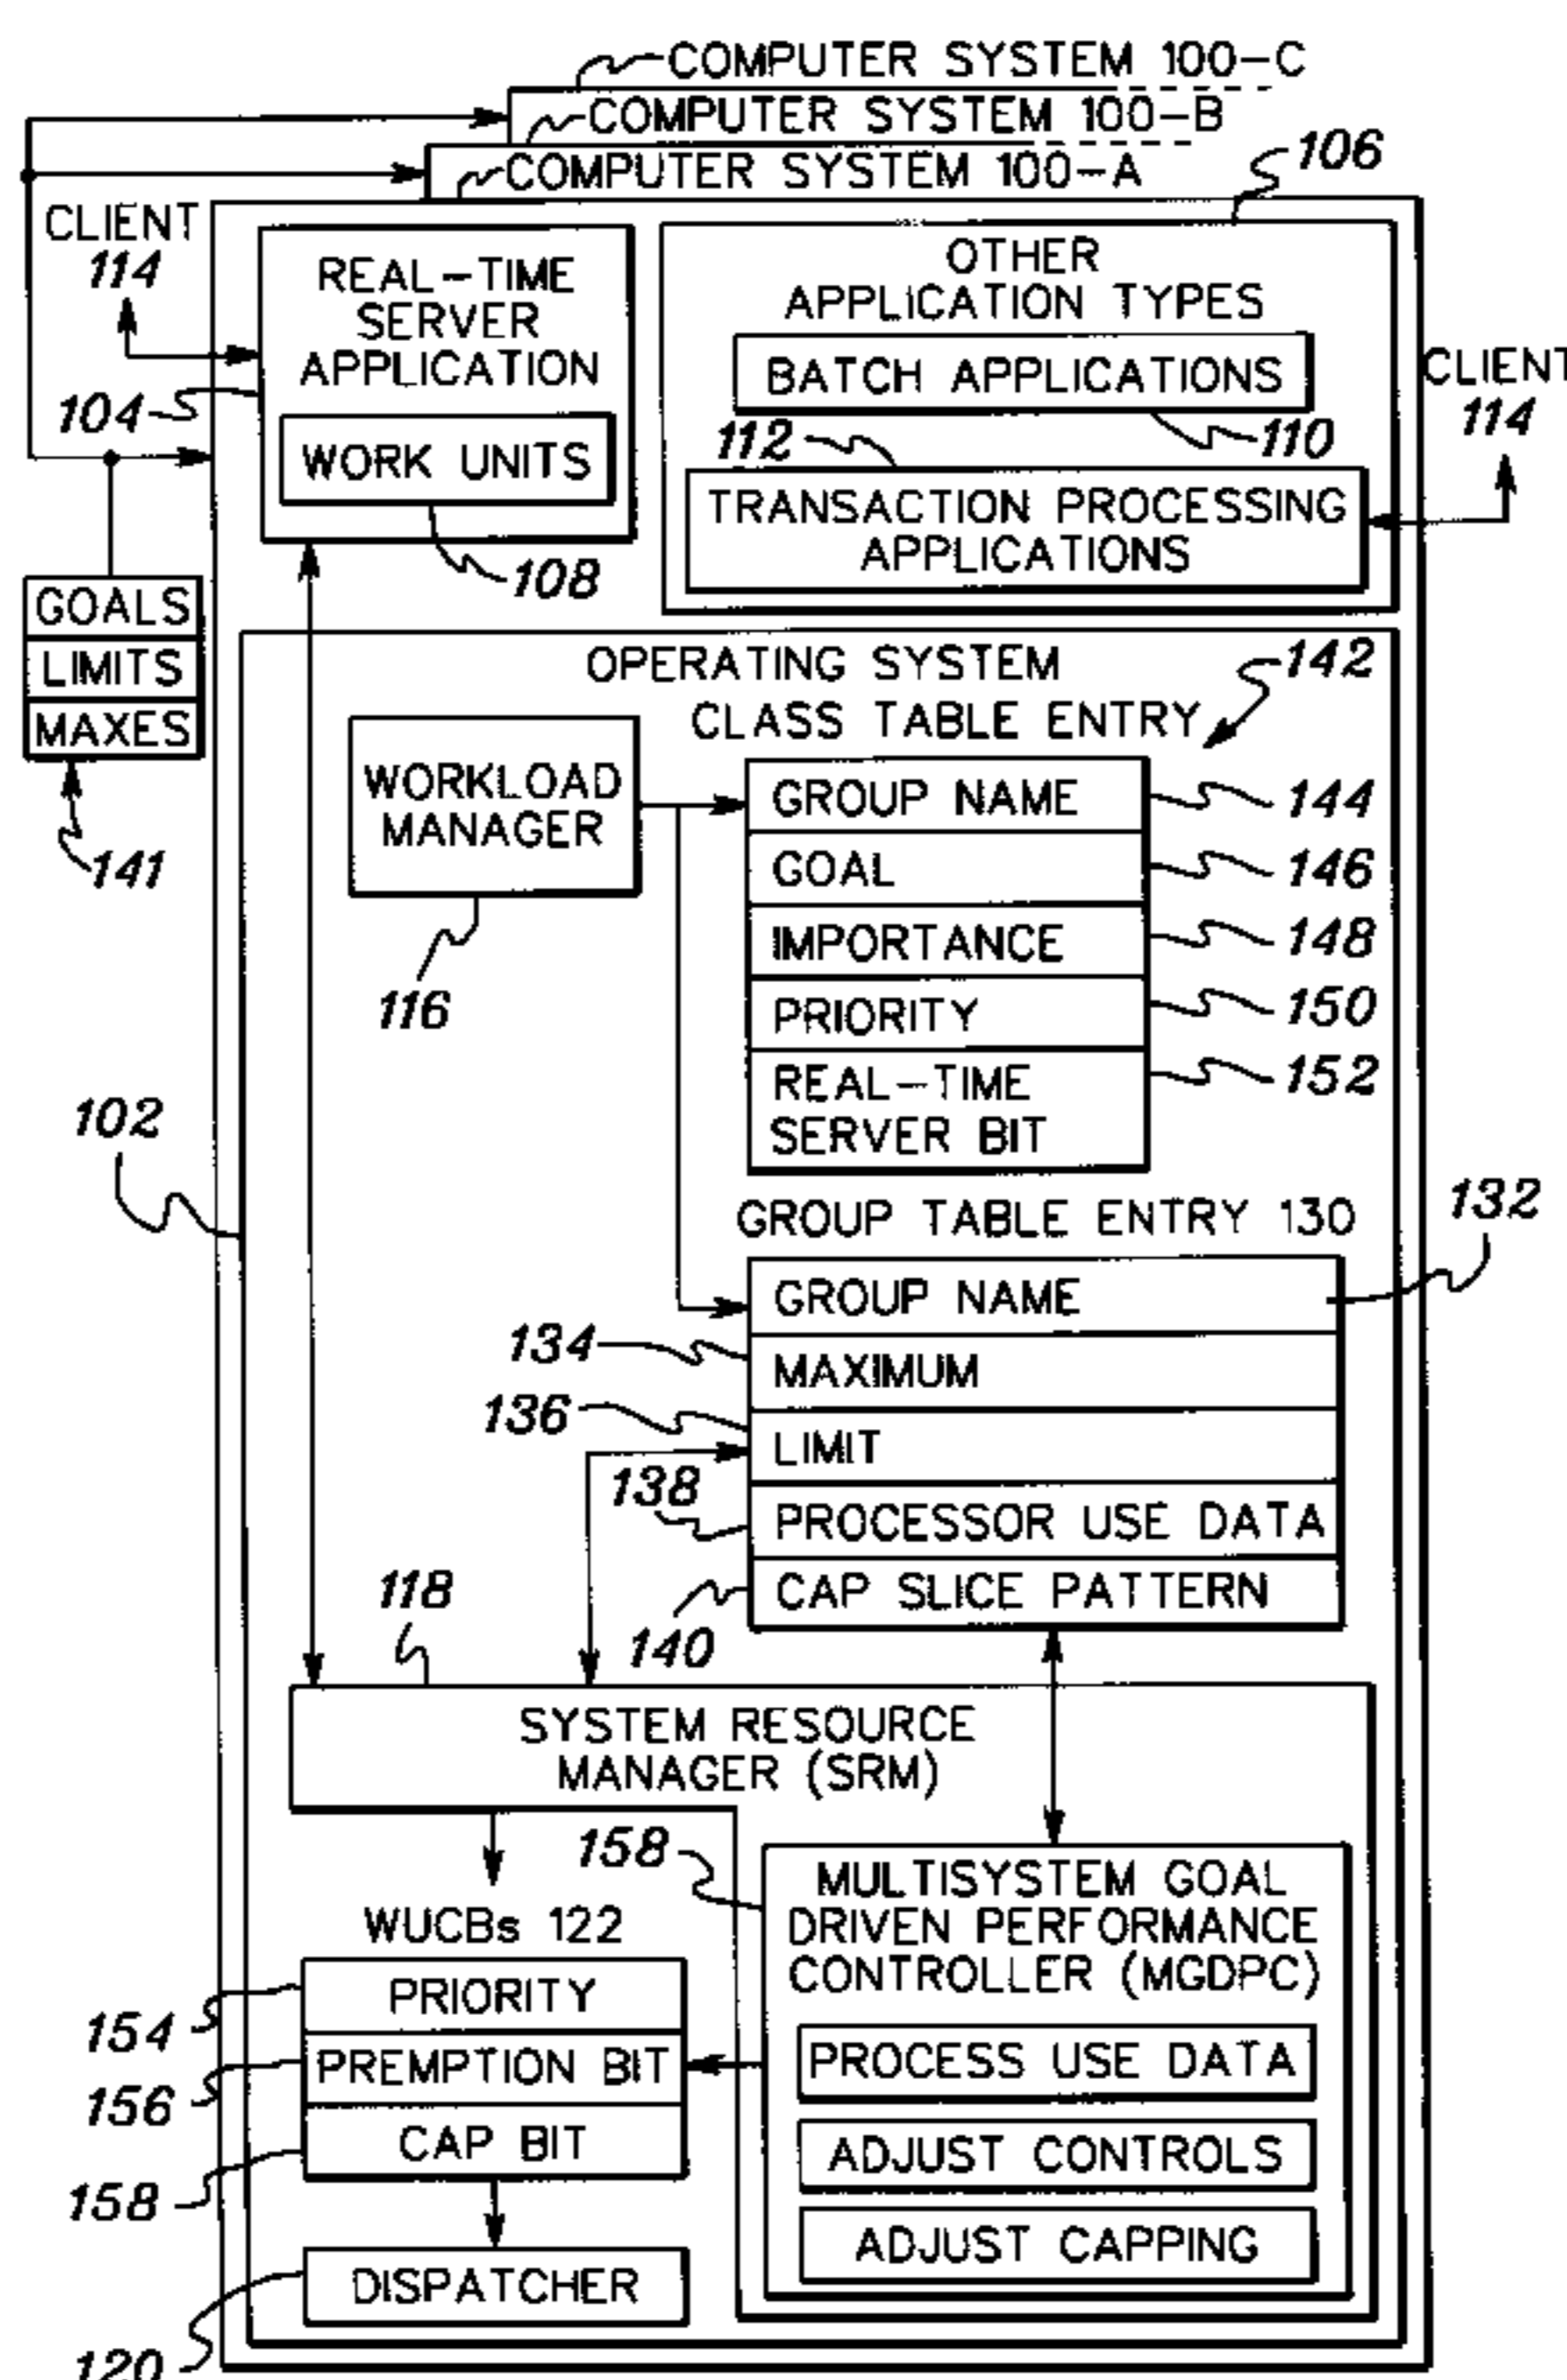 COMPUTER SYSTEM 100-C
COMPUTER SYSTEM 100-B
COMPUTER SYSTEM 100-A
106
CLIENT
114
REAL-TIME
SERVER
APPLICATION
104
WORK UNITS
108
OTHER
APPLICATION TYPES
BATCH APPLICATIONS
110
112
TRANSACTION PROCESSING
APPLICATIONS
CLIENT
114
GOALS
LIMITS
MAXES
141
OPERATING SYSTEM
142
CLASS TABLE ENTRY
WORKLOAD
MANAGER
116
GROUP NAME
144
GOAL
146
IMPORTANCE
148
PRIORITY
150
REAL-TIME
SERVER BIT
152
102
GROUP TABLE ENTRY 130
132
GROUP NAME
134
MAXIMUM
136
LIMIT
138
PROCESSOR USE DATA
140
CAP SLICE PATTERN
118
SYSTEM RESOURCE
MANAGER (SRM)
158
MULTISYSTEM GOAL
DRIVEN PERFORMANCE
CONTROLLER (MGDPC)
PROCESS USE DATA
ADJUST CONTROLS
ADJUST CAPPING
WUCBs 122
154
PRIORITY
156
PREMPTION BIT
158
CAP BIT
DISPATCHER
120